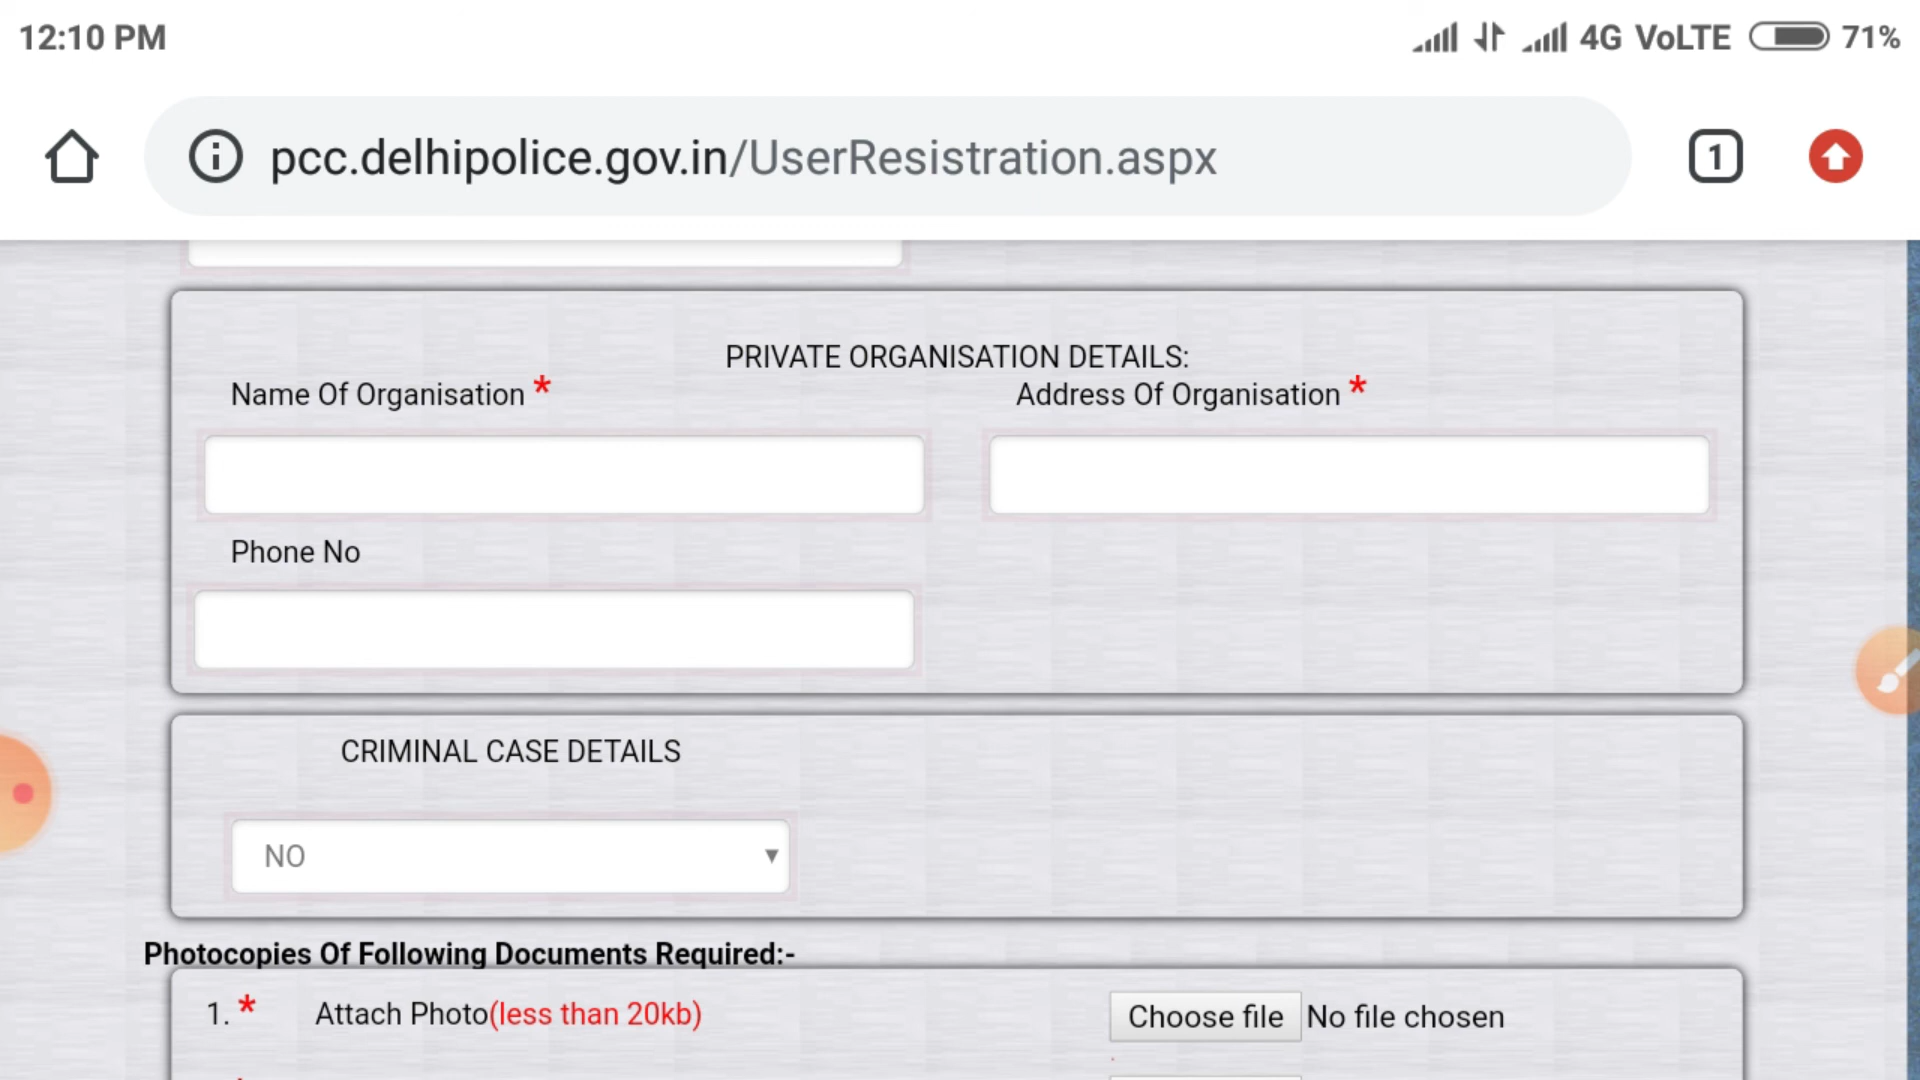 12:10 PM 4G VoLTE 71%
pcc.delhipolice.gov.in/UserResistration.aspx 1
PRIVATE ORGANISATION DETAILS:
Name Of Organisation * Address Of Organisation *
Phone No
CRIMINAL CASE DETAILS
NO
Photocopies Of Following Documents Required:-
1. * Attach Photo(less than 20kb) Choose file No file chosen